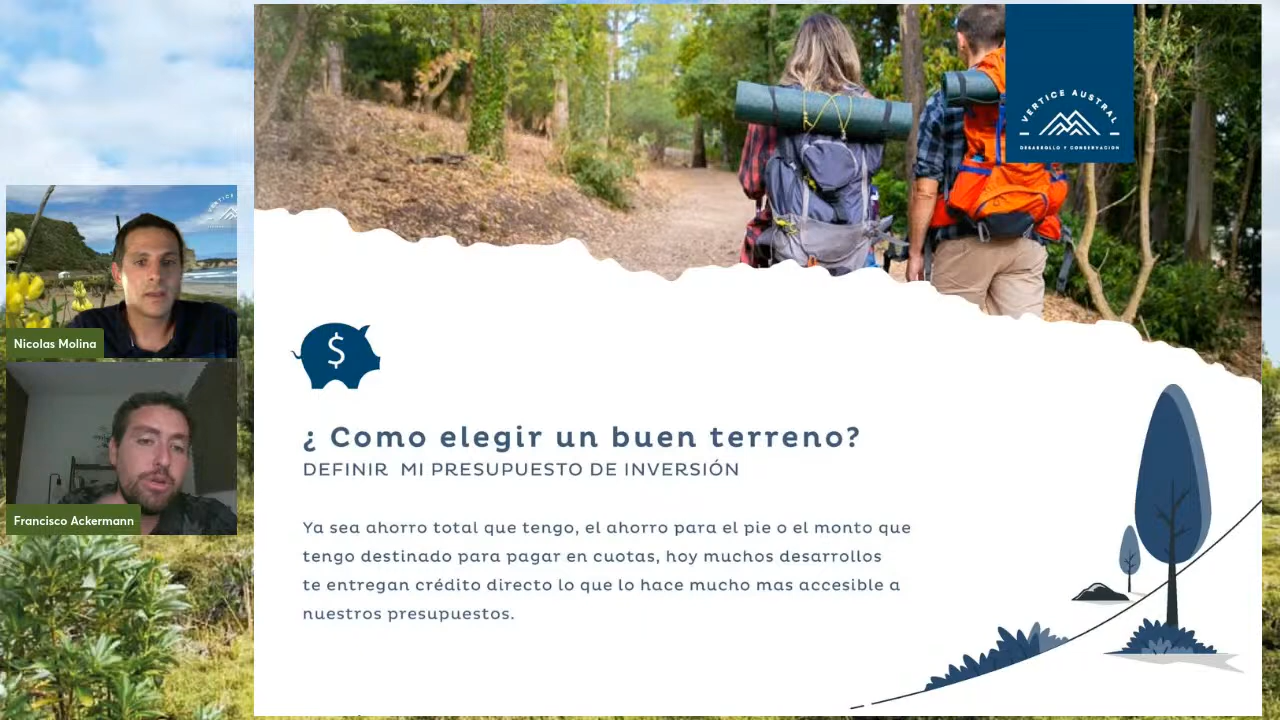 VERTICE AUSTRAL
DESARROLLO Y CONSERVACION
Nicolas Molina
Francisco Ackermann
$
¿ Como elegir un buen terreno?
DEFINIR MI PRESUPUESTO DE INVERSIÓN
Ya sea ahorro total que tengo, el ahorro para el pie o el monto que
tengo destinado para pagar en cuotas, hoy muchos desarrollos
te entregan crédito directo lo que lo hace mucho mas accesible a
nuestros presupuestos.